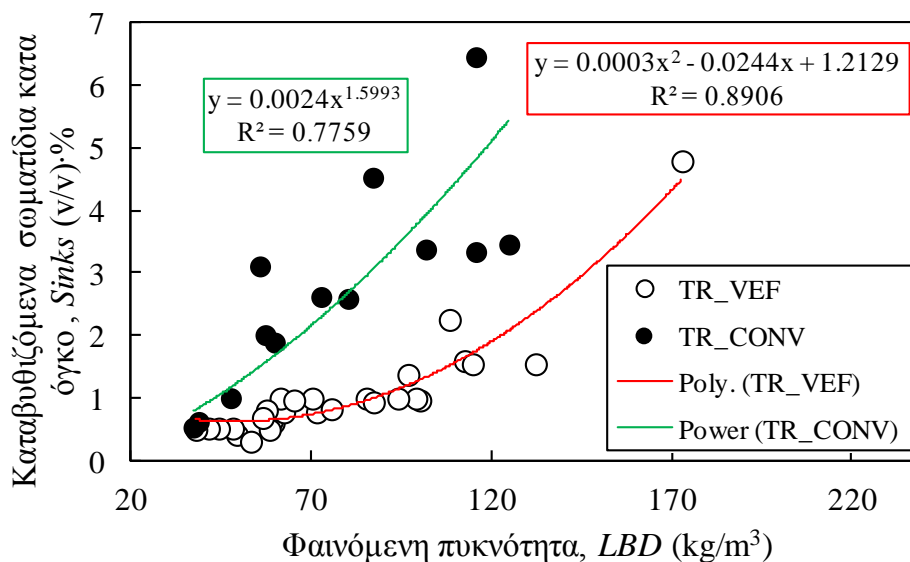 Καταβυθιζόμενα σωματίδια κατα
όγκο , Sinks (v/v)·%
7
6
5
4
3
2
1
0
y = 0.0024x^1.5993
R² = 0.7759
y = 0.0003x² - 0.0244x + 1.2129
R² = 0.8906
TR_VEF
TR_CONV
Poly. (TR_VEF)
Power (TR_CONV)
20 70 120 170 220
Φαινόμενη πυκνότητα, LBD (kg/m³)